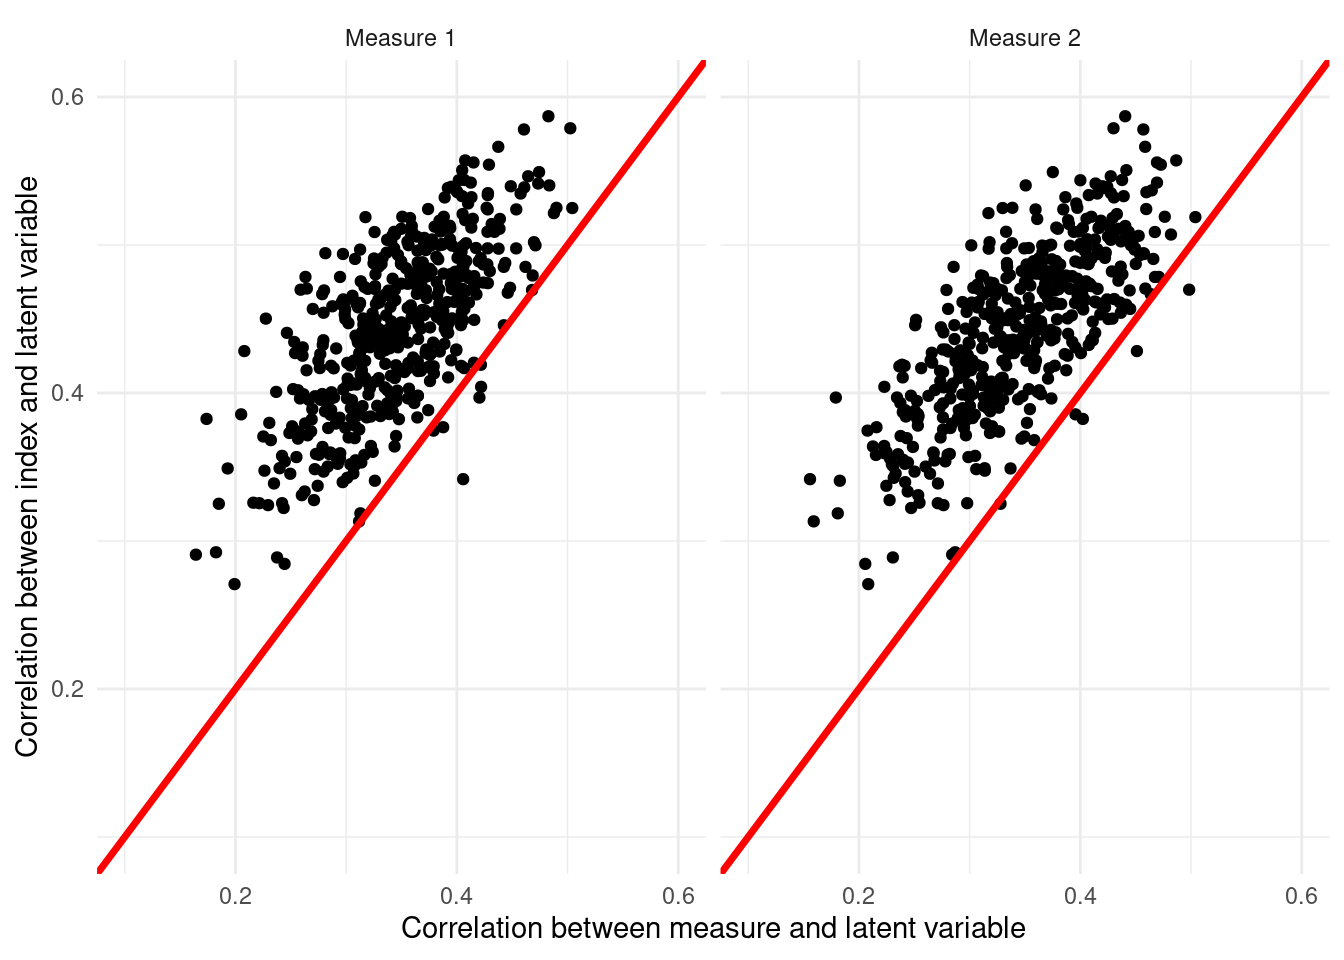 Measure 1
Measure 2
Correlation between index and latent variable
0.6
0.4
0.2
0.2
0.4
0.6
0.2
0.4
0.6
Correlation between measure and latent variable